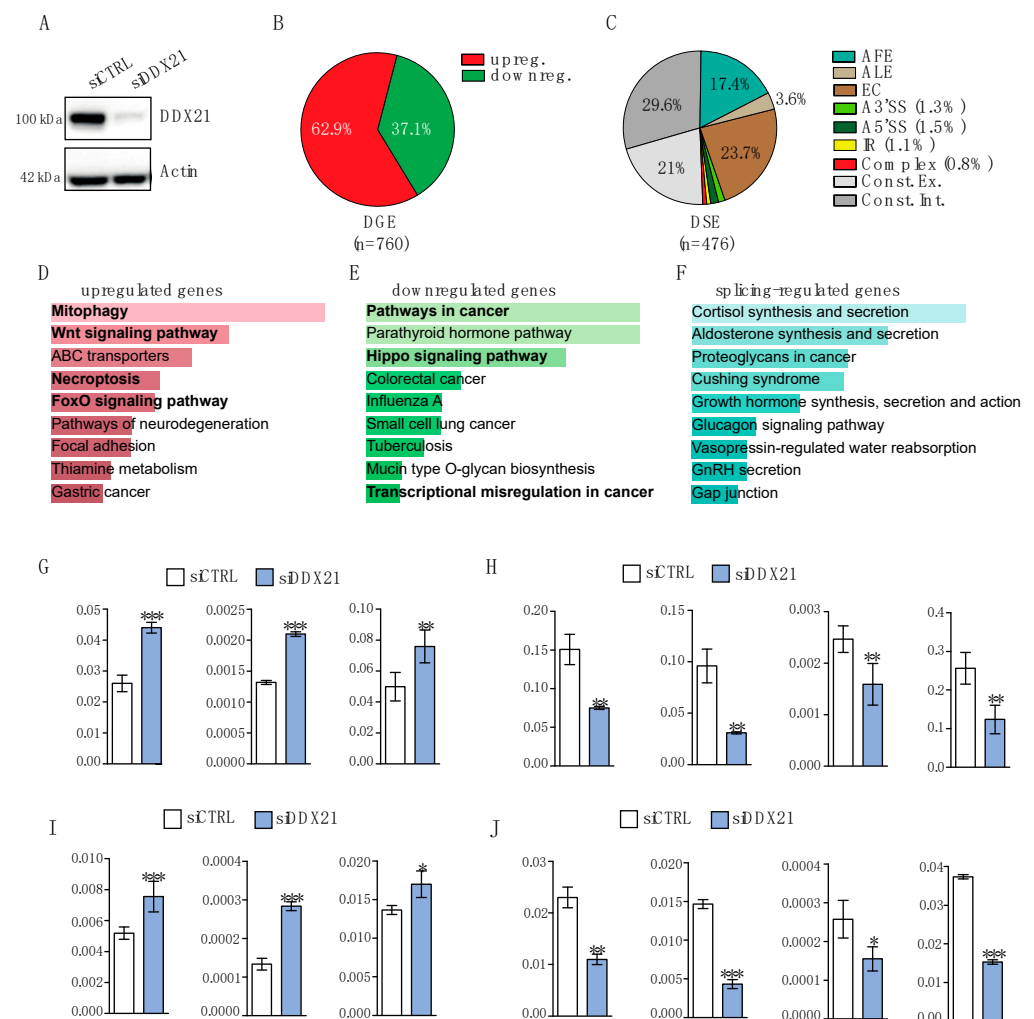 A
B
C
siCTRL
siDDX21
100 kDa
DDX21
42 kDa
Actin
62.9%
37.1%
upreg.
downreg.
DGE
(n=760)
17.4%
3.6%
23.7%
21%
29.6%
AFE
ALE
EC
A3'SS (1.3%)
A5'SS (1.5%)
IR (1.1%)
Complex (0.8%)
Const. Ex.
Const. Int.
DSE
(n=476)
D
upregulated genes
Mitophagy
Wnt signaling pathway
ABC transporters
Necroptosis
FoxO signaling pathway
Pathways of neurodegeneration
Focal adhesion
Thiamine metabolism
Gastric cancer
E
downregulated genes
Pathways in cancer
Parathyroid hormone pathway
Hippo signaling pathway
Colorectal cancer
Influenza A
Small cell lung cancer
Tuberculosis
Mucin type O-glycan biosynthesis
Transcriptional misregulation in cancer
F
splicing-regulated genes
Cortisol synthesis and secretion
Aldosterone synthesis and secretion
Proteoglycans in cancer
Cushing syndrome
Growth hormone synthesis, secretion and action
Glucagon signaling pathway
Vasopressin-regulated water reabsorption
GnRH secretion
Gap junction
G
siCTRL siDDX21
0.05
0.04
0.03
0.02
0.01
0.00
***
0.0025
0.0020
0.0015
0.0010
0.0005
0.0000
***
0.10
0.08
0.06
0.04
0.02
0.00
**
H
siCTRL siDDX21
0.20
0.15
0.10
0.05
0.00
**
0.15
0.10
0.05
0.00
**
0.003
0.002
0.001
0.000
**
0.4
0.3
0.2
0.1
0.0
**
I
siCTRL siDDX21
0.010
0.008
0.006
0.004
0.002
0.000
***
0.0004
0.0003
0.0002
0.0001
0.0000
***
0.020
0.015
0.010
0.005
0.000
*
J
siCTRL siDDX21
0.03
0.02
0.01
0.00
**
0.020
0.015
0.010
0.005
0.000
***
0.0004
0.0003
0.0002
0.0001
0.0000
*
0.04
0.03
0.02
0.01
0.00
***